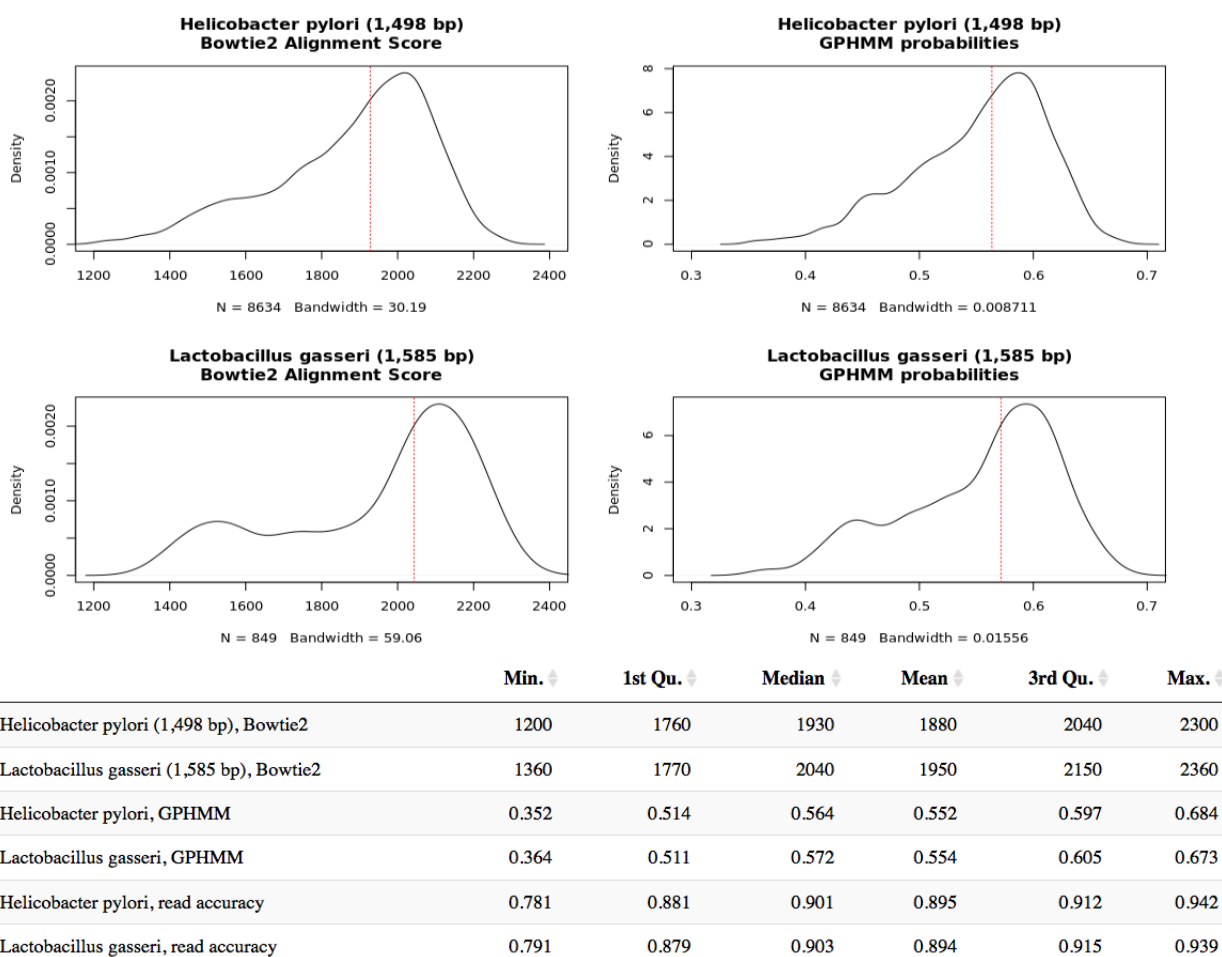 Helicobacter pylori (1,498 bp)
Bowtie2 Alignment Score
Density
0.0000 0.0010 0.0020
1200 1400 1600 1800 2000 2200 2400
N = 8634 Bandwidth = 30.19
Helicobacter pylori (1,498 bp)
GPHMM probabilities
Density
0 2 4 6 8
0.3 0.4 0.5 0.6 0.7
N = 8634 Bandwidth = 0.008711
Lactobacillus gasseri (1,585 bp)
Bowtie2 Alignment Score
Density
0.0000 0.0010 0.0020
1200 1400 1600 1800 2000 2200 2400
N = 849 Bandwidth = 59.06
Lactobacillus gasseri (1,585 bp)
GPHMM probabilities
Density
0 2 4 6
0.3 0.4 0.5 0.6 0.7
N = 849 Bandwidth = 0.01556
Min. 1st Qu. Median Mean 3rd Qu. Max.
Helicobacter pylori (1,498 bp), Bowtie2 1200 1760 1930 1880 2040 2300
Lactobacillus gasseri (1,585 bp), Bowtie2 1360 1770 2040 1950 2150 2360
Helicobacter pylori, GPHMM 0.352 0.514 0.564 0.552 0.597 0.684
Lactobacillus gasseri, GPHMM 0.364 0.511 0.572 0.554 0.605 0.673
Helicobacter pylori, read accuracy 0.781 0.881 0.901 0.895 0.912 0.942
Lactobacillus gasseri, read accuracy 0.791 0.879 0.903 0.894 0.915 0.939